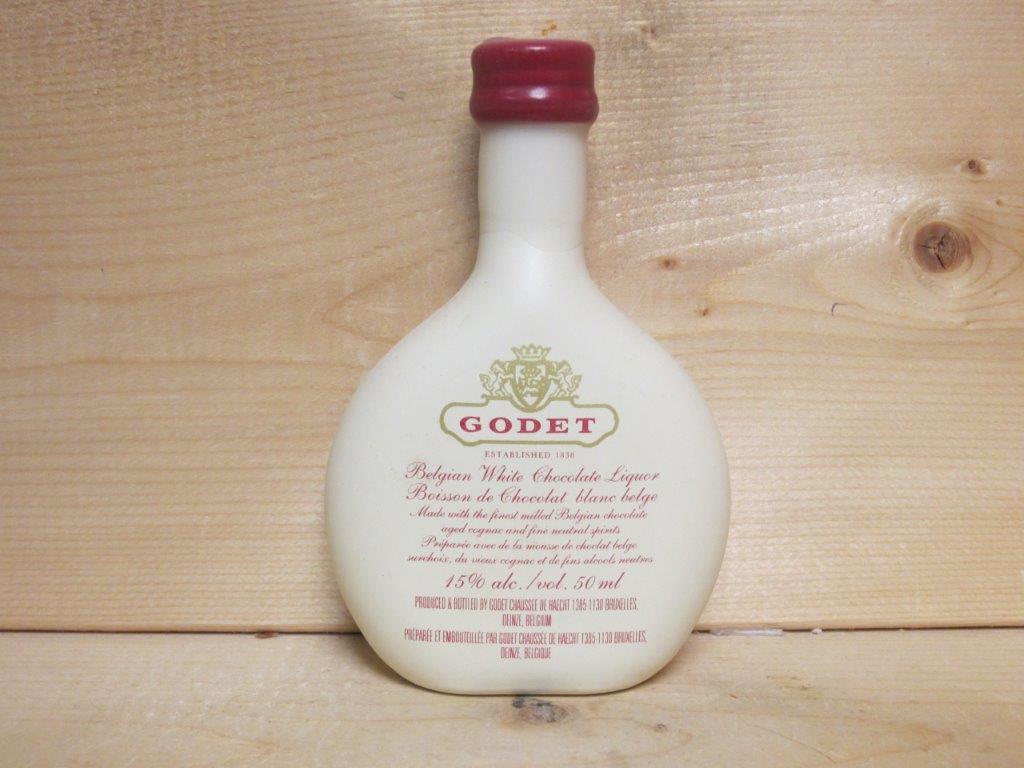 GODET
ESTABLISHED 1838
Belgian White Chocolate Liquor
Boisson de Chocolat blanc belge
Made with the finest milled Belgian chocolate
aged cognac and fine neutral spirits
Préparée avec de la mousse de choclat belge
surchoix, du vieux cognac et de fins alcools neutres
15% alc./vol. 50 ml
PRODUCED & BOTTLED BY GODET CHAUSSEE DE HAECHT 1385-1130 BRUXELLES,
DEINZE, BELGIUM
PRÉPARÉE ET EMBOUTEILLÉE PAR GODET CHAUSSÉE DE HAECHT 1385-1130 BRUXELLES,
DEINZE, BELGIQUE